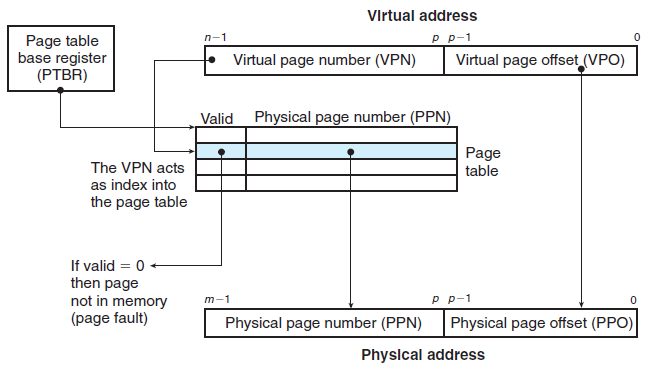 Virtual address
Page table
base register
(PTBR)
n−1
p p−1
0
Virtual page number (VPN)
Virtual page offset (VPO)
Valid
Physical page number (PPN)
Page
table
The VPN acts
as index into
the page table
If valid = 0
then page
not in memory
(page fault)
m−1
p p−1
0
Physical page number (PPN)
Physical page offset (PPO)
Physical address